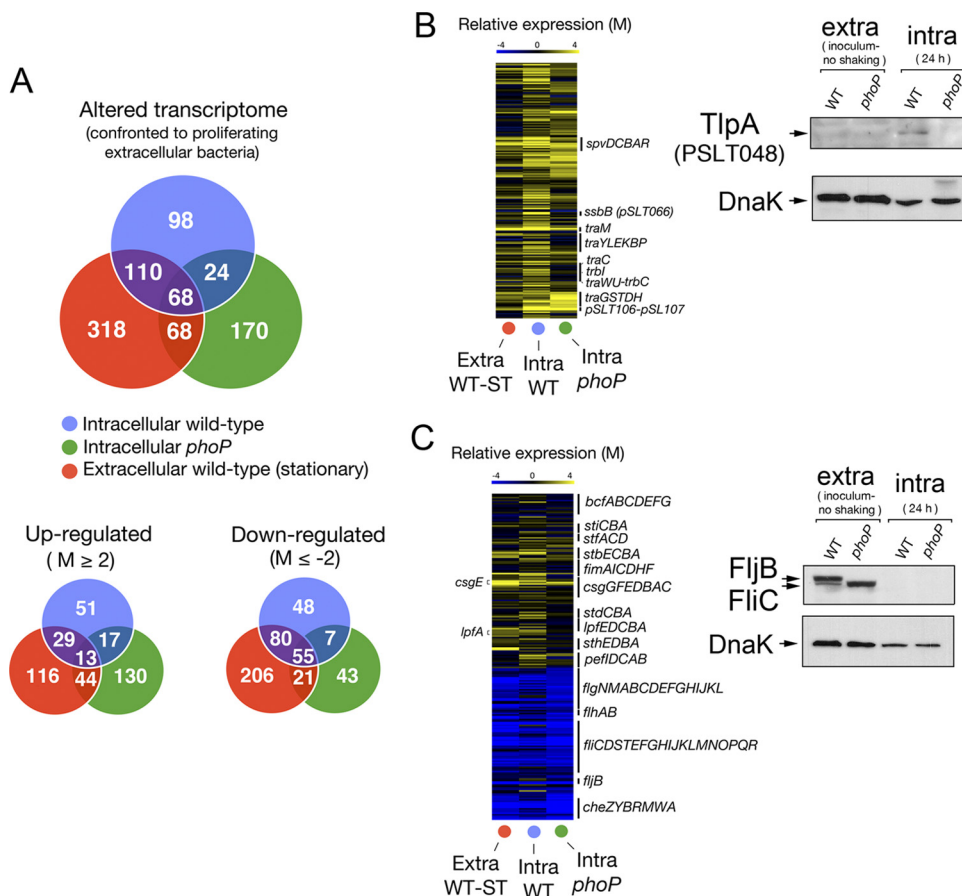 A
Altered transcriptome
(confronted to proliferating
extracellular bacteria)
98
110
24
68
318
68
170
Intracellular wild-type
Intracellular phoP
Extracellular wild-type (stationary)
Up-regulated
( M ≥ 2)
51
29
17
13
116
44
130
Down-regulated
(M ≤ -2)
48
80
7
55
206
21
43
B
Relative expression (M)
-4 0 4
spvDCBAR
ssbB (pSLT066)
traM
traYLEKBP
traC
trbI
traWU-trbC
traGSTDH
pSLT106-pSL107
Extra
WT-ST
Intra
WT
Intra
phoP
extra
( inoculum-
no shaking )
intra
( 24 h )
WT
phoP
WT
phoP
TlpA
(PSLT048)
DnaK
C
Relative expression (M)
-4 0 4
bcfABCDEFG
stiCBA
stfACD
stbECBA
fimAICDHF
csgE
csgGFEDBAC
stdCBA
lpfA
lpfEDCBA
sthEDBA
pefIDCAB
flgNMABCDEFGHIJKL
flhAB
fliCDSTEFGHIJKLMNOPQR
fljB
cheZYBRMWA
Extra
WT-ST
Intra
WT
Intra
phoP
extra
(inoculum-
no shaking )
intra
( 24 h )
WT
phoP
WT
phoP
FljB
FliC
DnaK